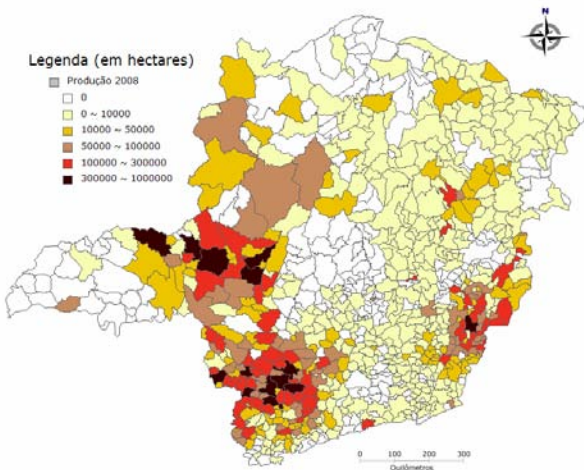 N
Legenda (em hectares)
Produção 2008
0
0 ~ 10000
10000 ~ 50000
50000 ~ 100000
100000 ~ 300000
300000 ~ 1000000
0 100 200 300
Quilômetros